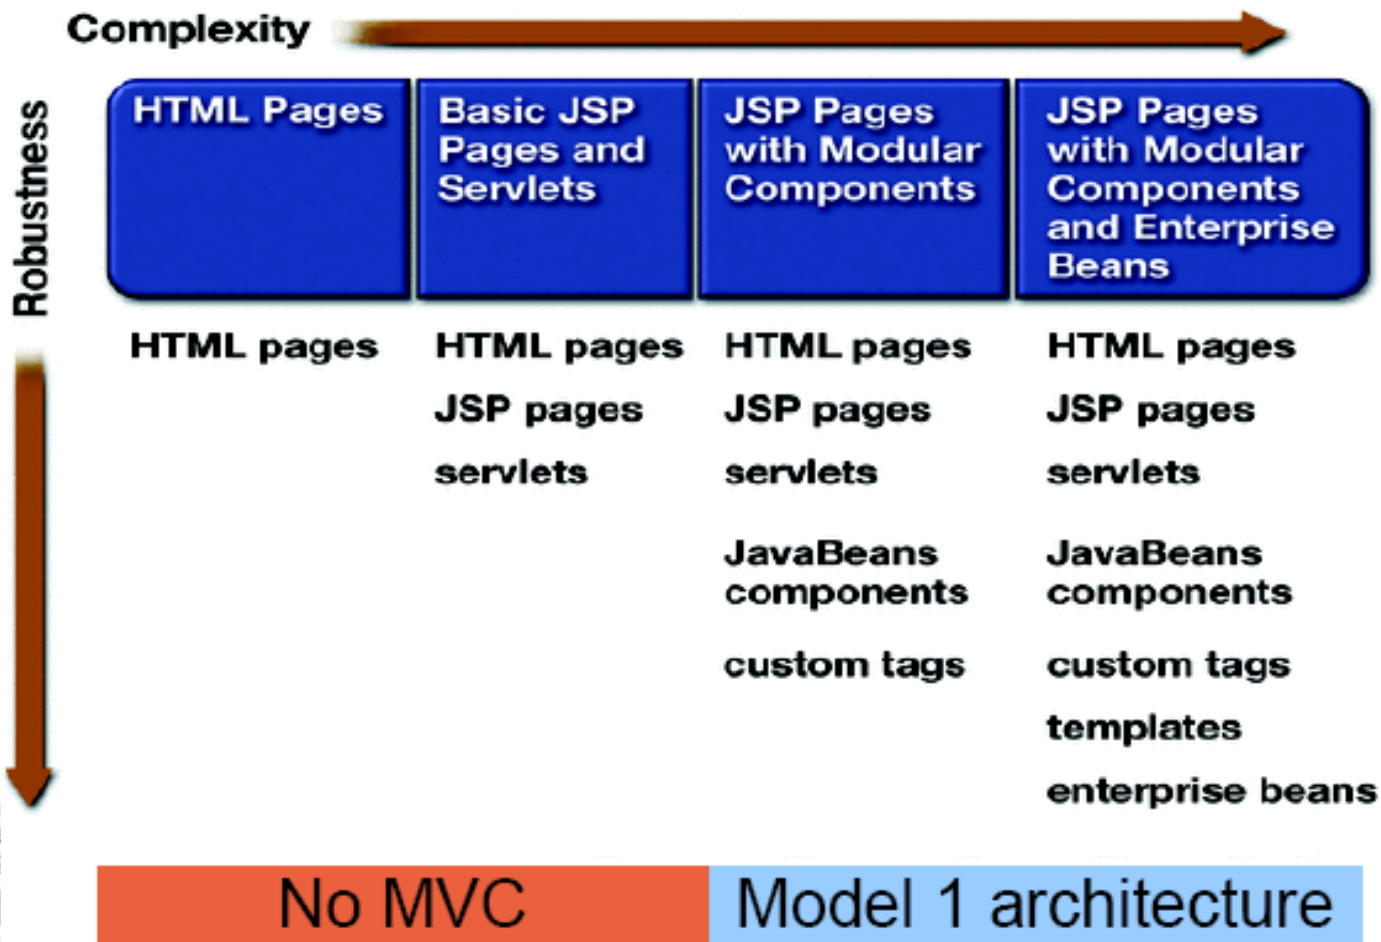 Complexity
Robustness
HTML Pages
Basic JSP
Pages and
Servlets
JSP Pages
with Modular
Components
JSP Pages
with Modular
Components
and Enterprise
Beans
HTML pages
HTML pages
JSP pages
servlets
HTML pages
JSP pages
servlets
JavaBeans
components
custom tags
HTML pages
JSP pages
servlets
JavaBeans
components
custom tags
templates
enterprise beans
No MVC
Model 1 architecture